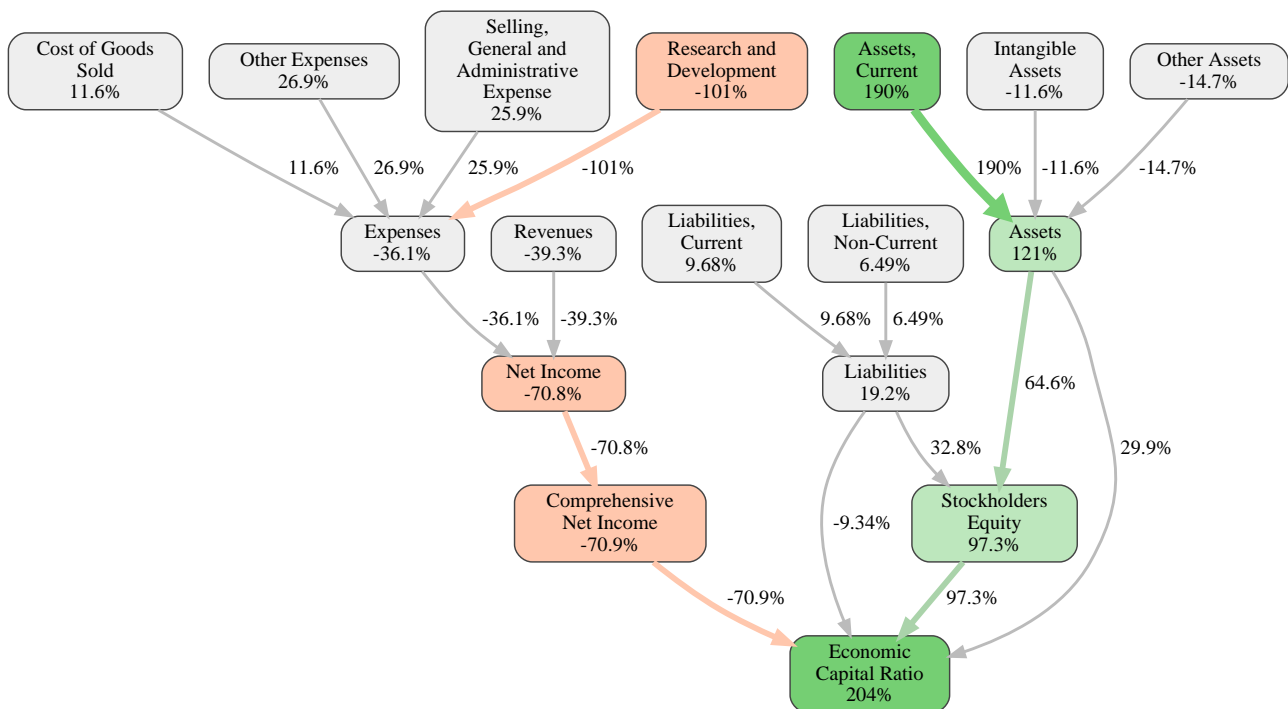 Cost of Goods
Sold
11.6%
Other Expenses
26.9%
Selling,
General and
Administrative
Expense
25.9%
Research and
Development
-101%
Assets,
Current
190%
Intangible
Assets
-11.6%
Other Assets
-14.7%
11.6%
26.9%
25.9%
-101%
190%
-11.6%
-14.7%
Expenses
-36.1%
Revenues
-39.3%
Liabilities,
Current
9.68%
Liabilities,
Non-Current
6.49%
Assets
121%
-36.1%
-39.3%
9.68%
6.49%
Net Income
-70.8%
Liabilities
19.2%
64.6%
-70.8%
32.8%
29.9%
Comprehensive
Net Income
-70.9%
-9.34%
Stockholders
Equity
97.3%
-70.9%
97.3%
Economic
Capital Ratio
204%